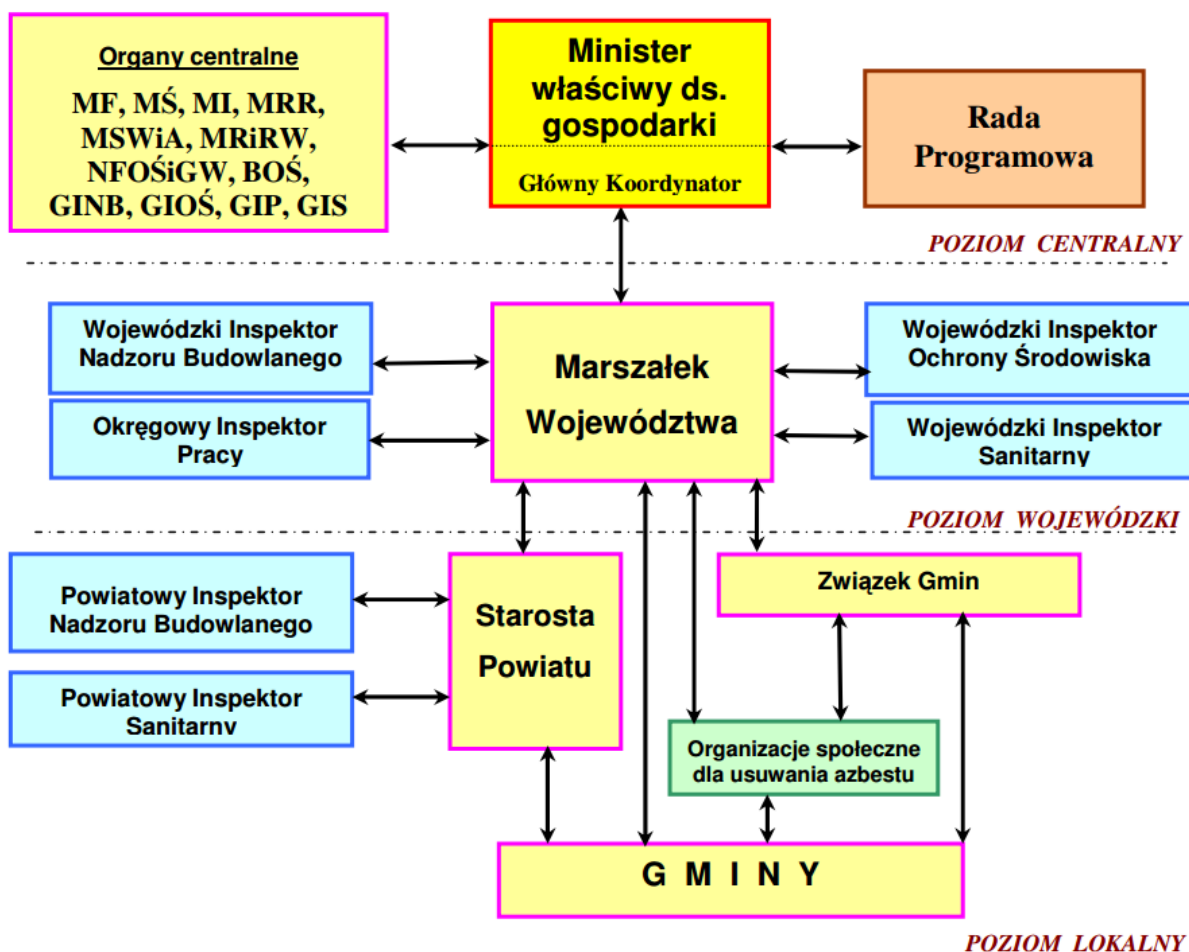 Organy centralne
MF, MŚ, MI, MRR,
MSWiA, MRiRW,
NFOŚiGW, BOŚ,
GINB, GIOŚ, GIP, GIS
Minister
właściwy ds.
gospodarki
Główny Koordynator
Rada
Programowa
POZIOM CENTRALNY
Wojewódzki Inspektor
Nadzoru Budowlanego
Okręgowy Inspektor
Pracy
Marszałek
Województwa
Wojewódzki Inspektor
Ochrony Środowiska
Wojewódzki Inspektor
Sanitarny
POZIOM WOJEWÓDZKI
Powiatowy Inspektor
Nadzoru Budowlanego
Powiatowy Inspektor
Sanitarny
Starosta
Powiatu
Związek Gmin
Organizacje społeczne
dla usuwania azbestu
G M I N Y
POZIOM LOKALNY